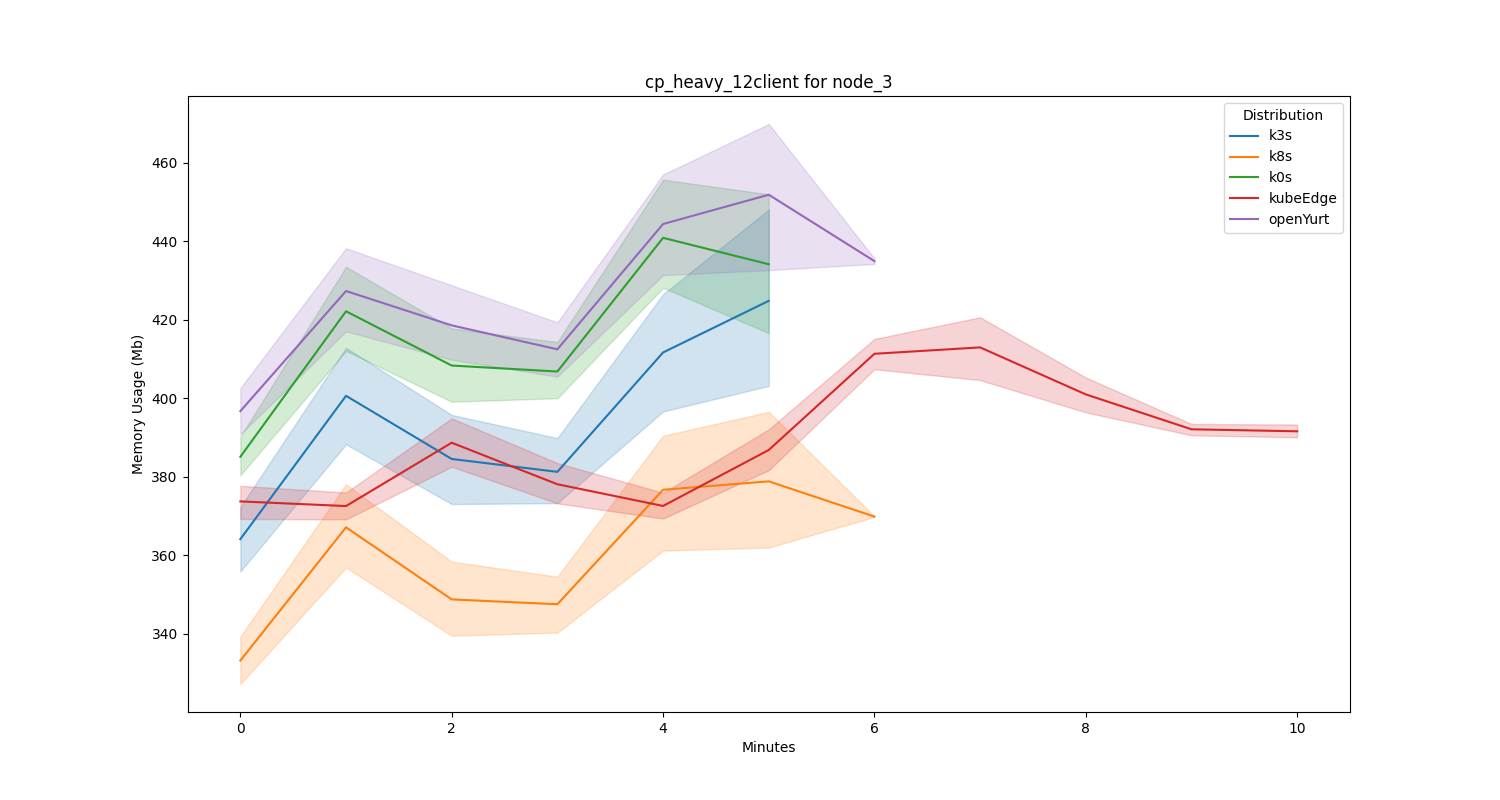 cp_heavy_12client for node_3
Distribution
k3s
k8s
k0s
kubeEdge
openYurt
Memory Usage (Mb)
460
440
420
400
380
360
340
0 2 4 6 8 10
Minutes